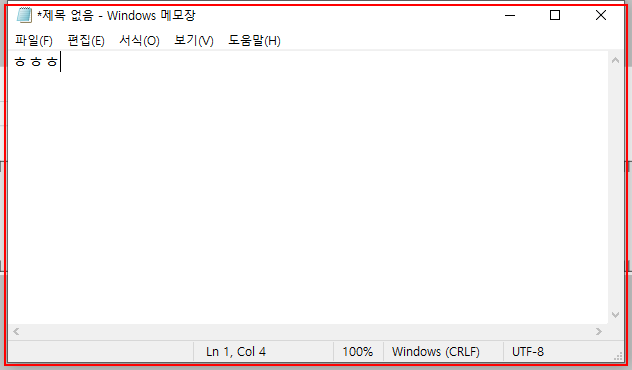 *제목 없음 - Windows 메모장
파일(F) 편집(E) 서식(O) 보기(V) 도움말(H)
ㅎㅎㅎ
Ln 1, Col 4 100% Windows (CRLF) UTF-8